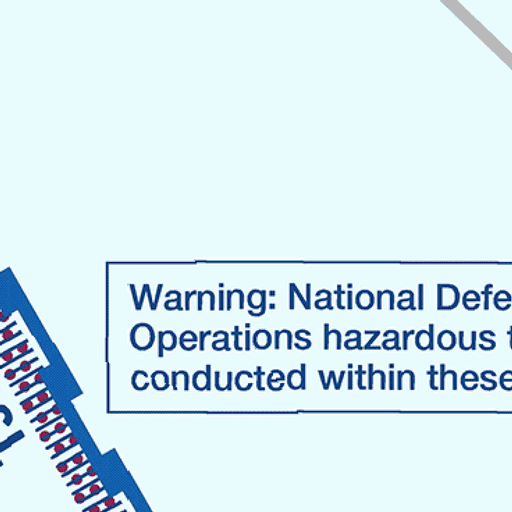 Warning: National Defe
Operations hazardous t
conducted within these